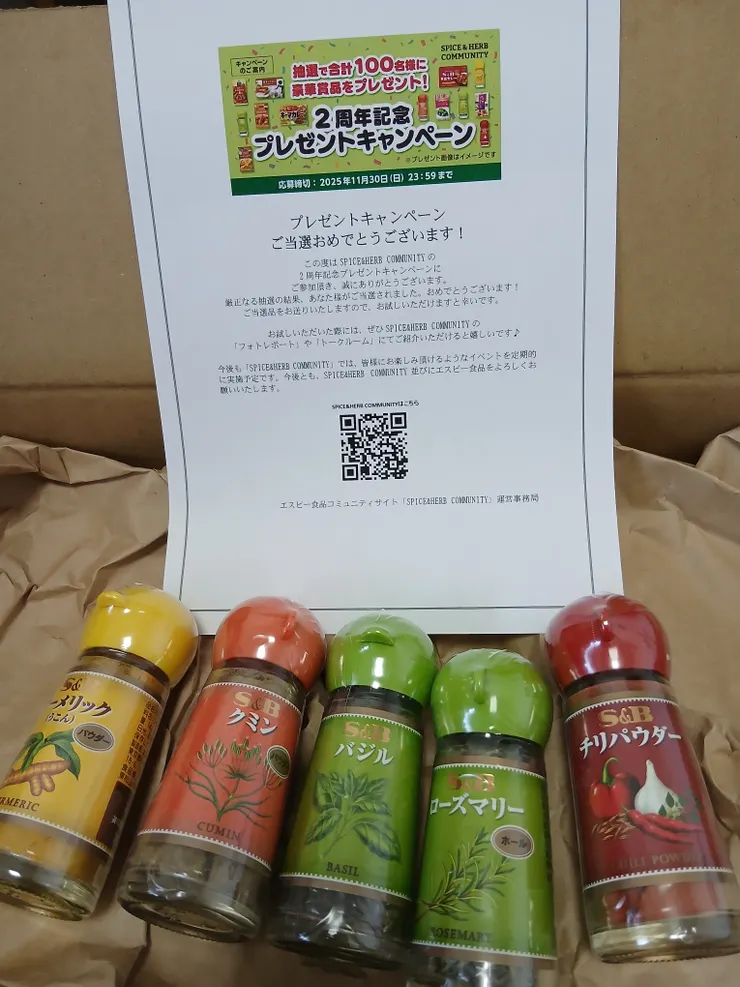 キャンペーン
のご案内
抽選で合計100名様に
豪華賞品をプレゼント!
SPICE & HERB
COMMUNITY
2周年記念
プレゼントキャンペーン
※プレゼント画像はイメージです
応募締切:2025年11月30日(日) 23:59まで
プレゼントキャンペーン
ご当選おめでとうございます!
この度はSPICE&HERB COMMUNITYの
2周年記念プレゼントキャンペーンに
ご参加頂き、誠にありがとうございます。
厳正なる抽選の結果、あなた様がご当選されました。おめでとうございます!
ご当選品をお送りいたしますので、お試しいただけますと幸いです。
お試しいただいた際には、ぜひSPICE&HERB COMMUNITYの
「フォトレポート」や「トークルーム」にてご紹介いただけると嬉しいです♪
今後も「SPICE&HERB COMMUNITY」では、皆様にお楽しみ頂けるようなイベントを定期的
に実施予定です。今後とも、SPICE&HERB COMMUNITY 並びにエスビー食品をよろしくお
願いいたします。
SPICE&HERB COMMUNITYはこちら
エスビー食品コミュニティサイト「SPICE&HERB COMMUNITY」運営事務局
S&B
ーメリック
(うこん)
パウダー
URMERIC
S&B
クミン
CUMIN
S&B
バジル
BASIL
S&B
ローズマリー
ホール
ROSEMARY
S&B
チリパウダー
CHILI POWDER